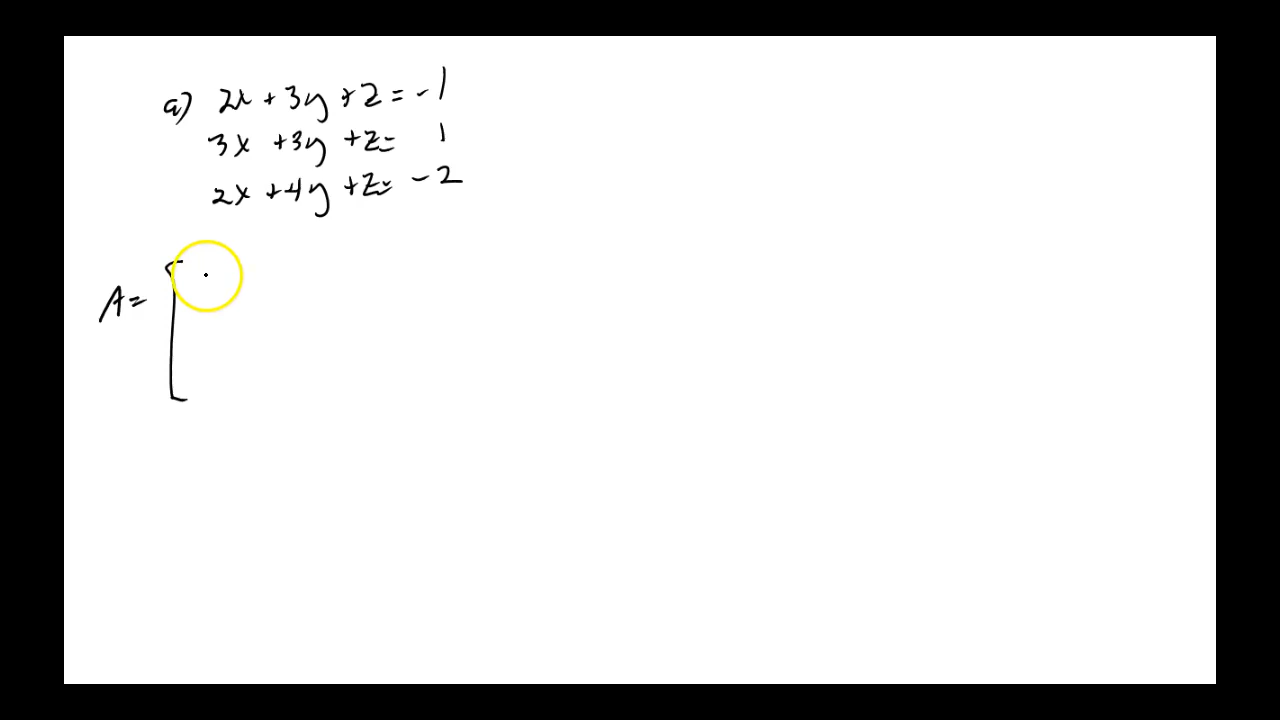 a) 2x + 3y + z = -1
3x + 3y + z = 1
2x + 4y + z = -2
A = [